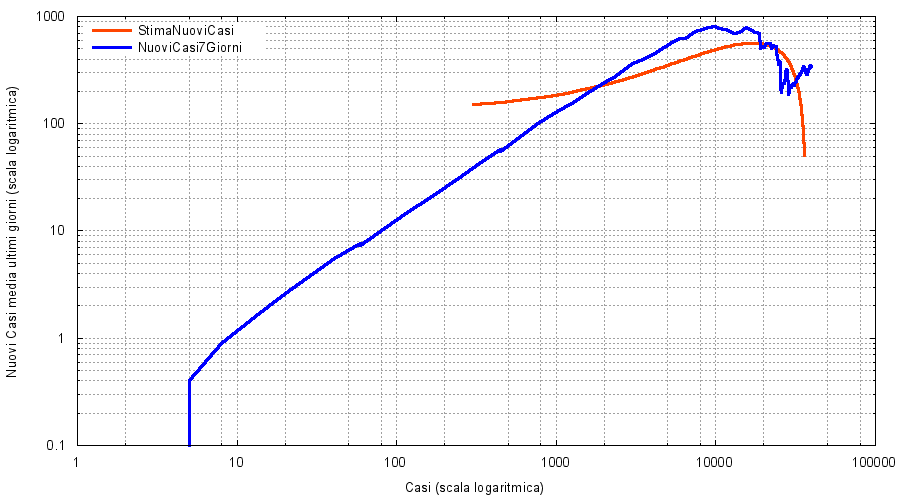 1000
StimaNuoviCasi
NuoviCasi7Giorni
100
10
1
0.1
1
10
100
1000
10000
100000
Nuovi Casi media ultimi giorni (scala logaritmica)
Casi (scala logaritmica)